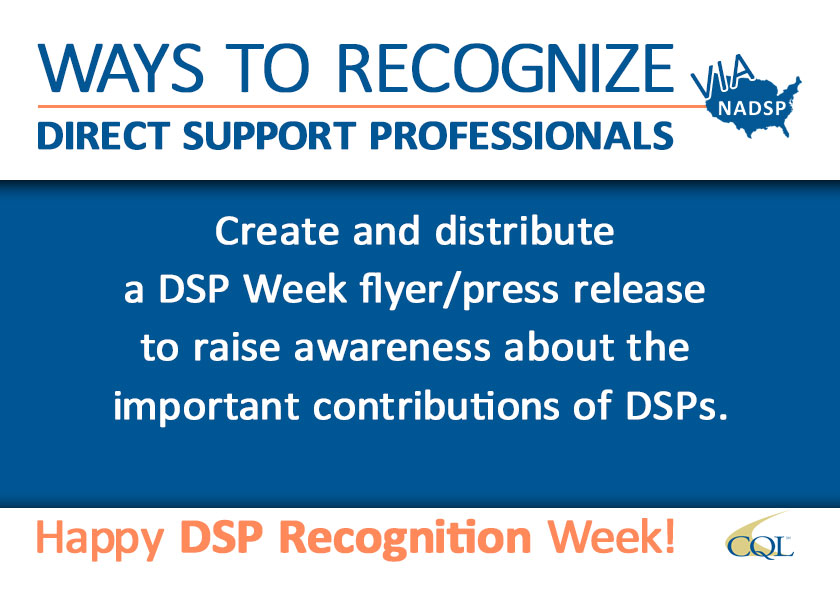 WAYS TO RECOGNIZE
VIA
NADSP
DIRECT SUPPORT PROFESSIONALS
Create and distribute
a DSP Week flyer/press release
to raise awareness about the
important contributions of DSPs.
Happy DSP Recognition Week!
CQL